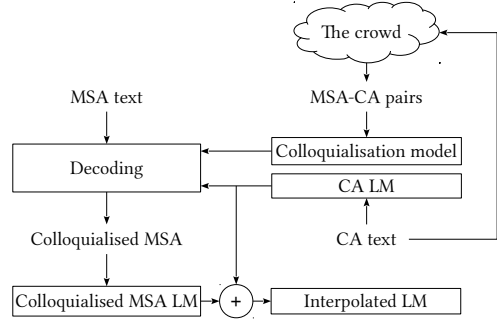 The crowd
MSA text
MSA-CA pairs
Colloquialisation model
Decoding
CA LM
Colloquialised MSA
CA text
Colloquialised MSA LM
+
Interpolated LM